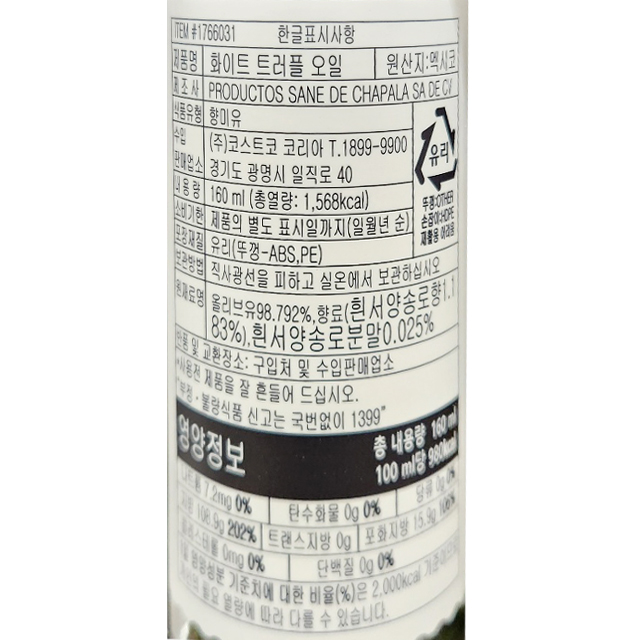 ITEM #1766031 한글표시사항
제품명 화이트 트러플 오일 원산지:멕시코
제조사 PRODUCTOS SANE DE CHAPALA SA DE CV
식품유형 향미유
수입 (주)코스트코 코리아 T.1899-9900
판매업소 경기도 광명시 일직로 40
내용량 160 ml (총열량: 1,568kcal)
소비기한 제품의 별도 표시일까지(일월년 순)
포장재질 유리(뚜껑-ABS,PE)
유리
뚜껑:OTHER
손잡이:HDPE
보관방법 직사광선을 피하고 실온에서 보관하십시오
원재료명 올리브유98.792%, 향료(흰서양송로향1.1
83%), 흰서양송로분말0.025%
반품 및 교환장소: 구입처 및 수입판매업소
*사용전 제품을 잘 흔들어 드십시오.
"부정·불량식품 신고는 국번없이 1399"
영양정보 총 내용량 160 ml
100 ml당 980kcal
나트륨 7.2mg 0% 탄수화물 0g 0% 당류 0g 0%
지방 108.9g 202% 트랜스지방 0g 포화지방 15.9g 106%
콜레스테롤 0mg 0% 단백질 0g 0%
1일 영양성분 기준치에 대한 비율(%)은 2,000kcal
필요 열량에 따라 다를 수 있습니다.